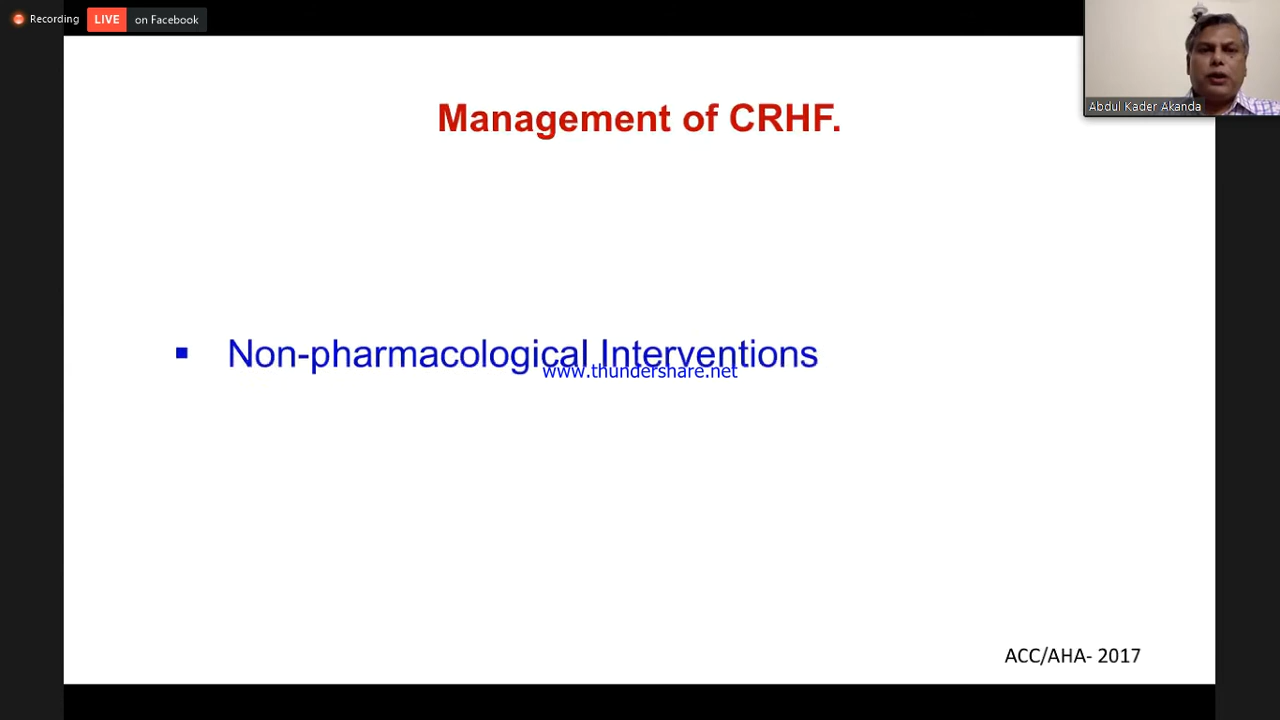 Recording LIVE on Facebook
Abdul Kader Akanda
Management of CRHF.
▪ Non-pharmacological Interventions
www.thundershare.net
ACC/AHA- 2017